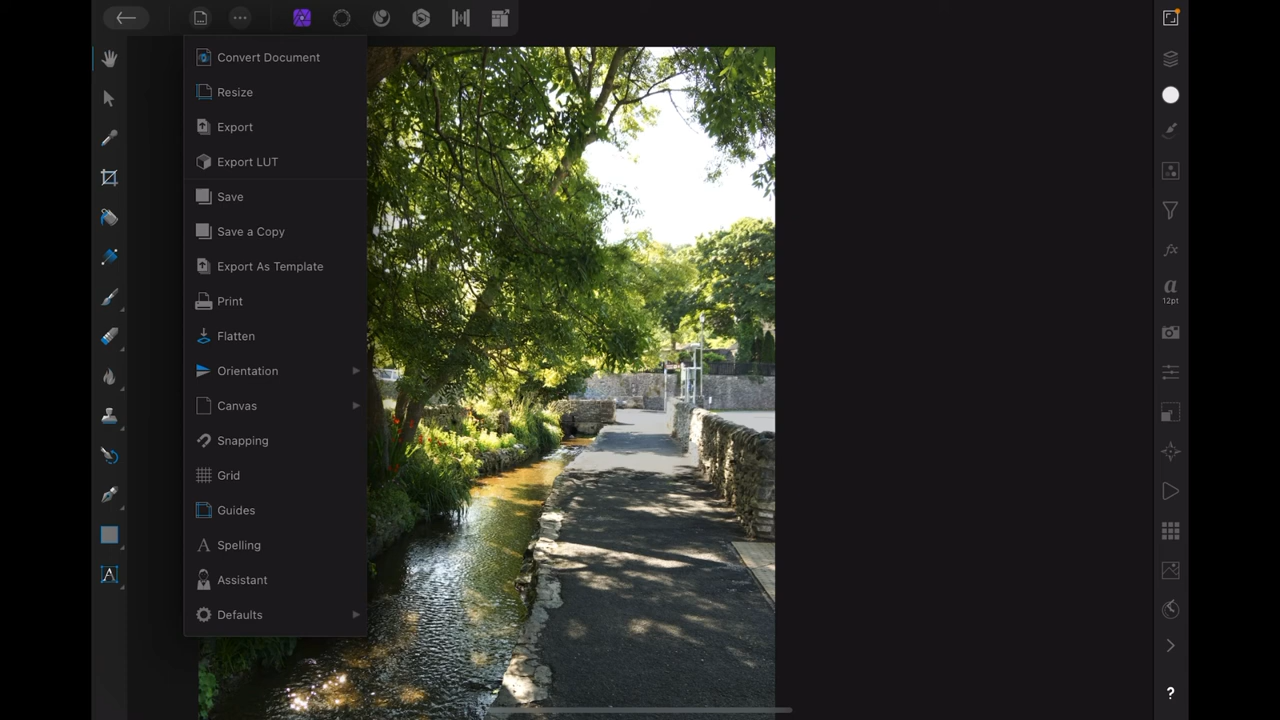 Convert Document
Resize
Export
Export LUT
Save
Save a Copy
Export As Template
Print
Flatten
Orientation
Canvas
Snapping
Grid
Guides
Spelling
Assistant
Defaults
fx
a
12pt
A
?